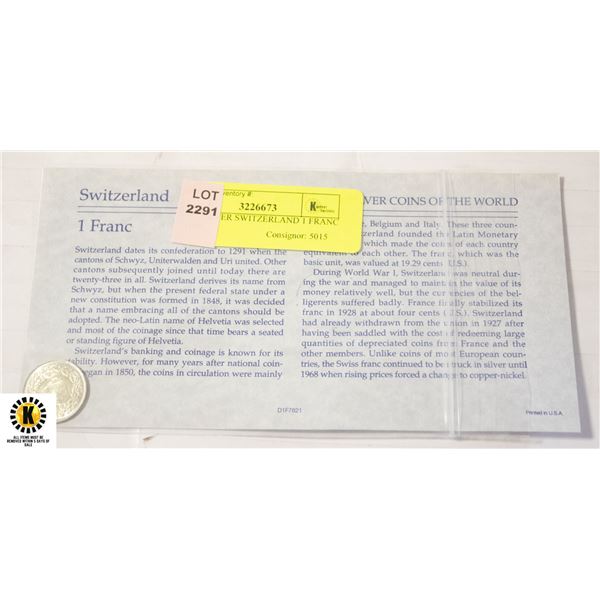 Switzerland
LOT
2291
ventory #:
3226673
ER SWITZERLAND 1 FRANC
Consignor: 5015
VER COINS OF THE WORLD
1 Franc
Switzerland dates its confederation to 1291 when the
cantons of Schwyz, Uniterwalden and Uri united. Other
cantons subsequently joined until today there are
twenty-three in all. Switzerland derives its name from
Schwyz, but when the present federal state under a
new constitution was formed in 1848, it was decided
that a name embracing all of the cantons should be
adopted. The neo-Latin name of Helvetia was selected
and most of the coinage since that time bears a seated
or standing figure of Helvetia.
Switzerland's banking and coinage is known for its
tability. However, for many years after national coin-
egan in 1850, the coins in circulation were mainly
, Belgium and Italy. These three coun-
zerland founded the Latin Monetary
which made the coins of each country
equivalent to each other. The franc, which was the
basic unit, was valued at 19.29 cents (U.S.).
During World War I, Switzerland was neutral dur-
ing the war and managed to maintain the value of its
money relatively well, but the currencies of the bel-
ligerents suffered badly. France finally stabilized its
franc in 1928 at about four cents (U.S.). Switzerland
had already withdrawn from the union in 1927 after
having been saddled with the cost of redeeming large
quantities of depreciated coins from France and the
other members. Unlike coins of most European coun-
tries, the Swiss franc continued to be struck in silver until
1968 when rising prices forced a change to copper-nickel.
D1F7821
Printed in U.S.A.
K
ALL ITEMS MUST BE
REMOVED WITHIN 5 DAYS OF
SALE